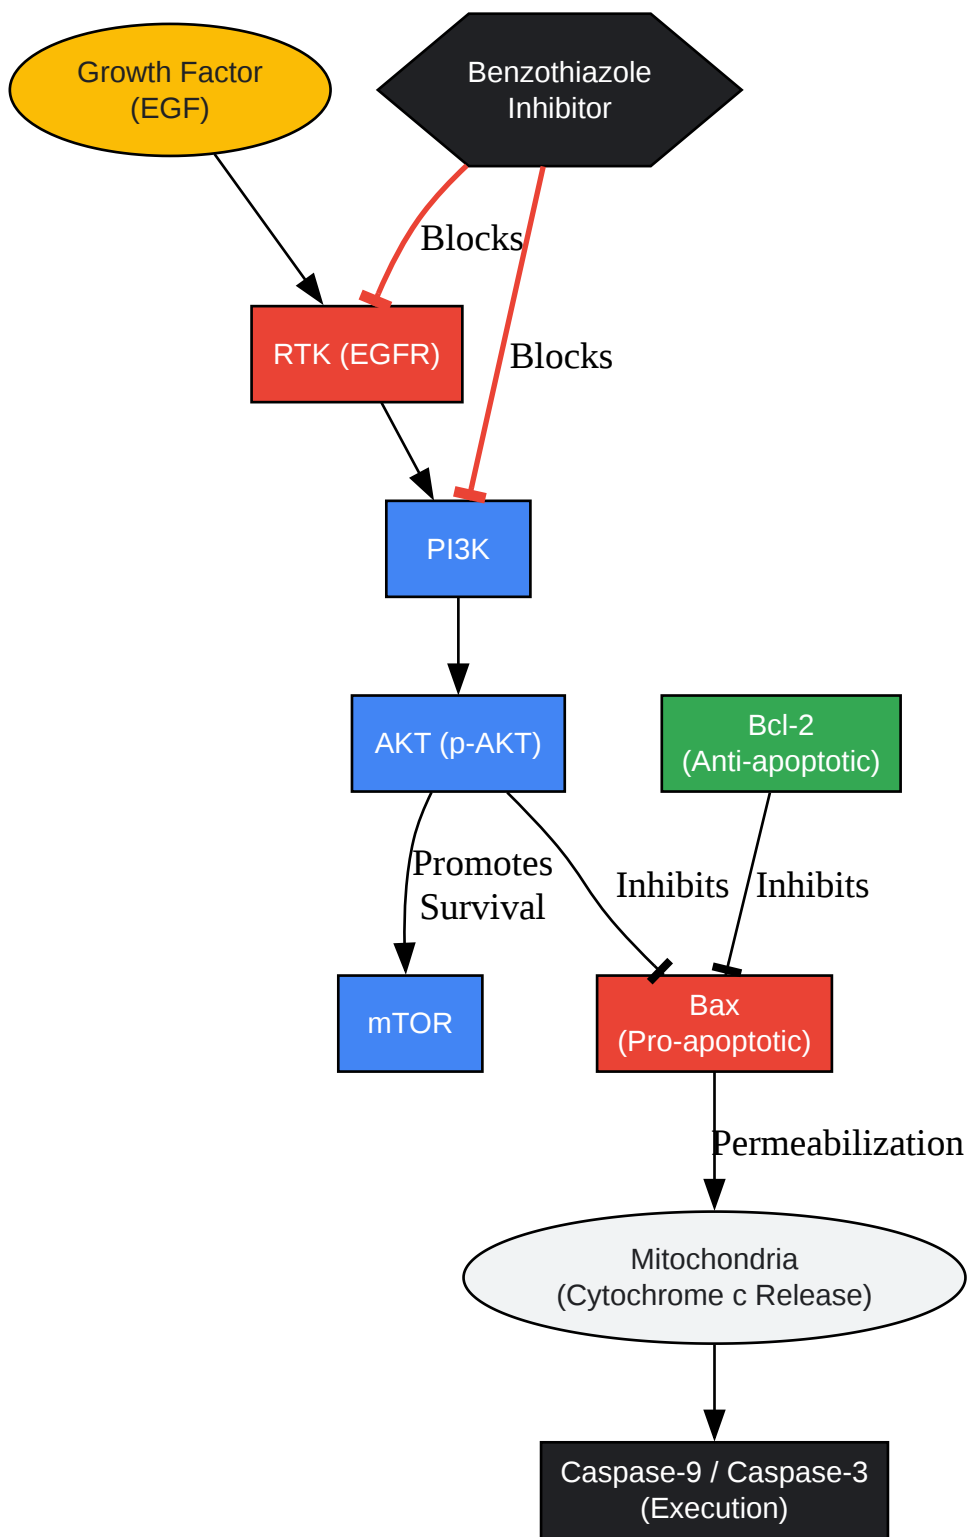 Growth Factor
(EGF)
Benzothiazole
Inhibitor
Blocks
RTK (EGFR)
Blocks
PI3K
AKT (p-AKT)
Bcl-2
(Anti-apoptotic)
Promotes
Survival
Inhibits
Inhibits
mTOR
Bax
(Pro-apoptotic)
Permeabilization
Mitochondria
(Cytochrome c Release)
Caspase-9 / Caspase-3
(Execution)